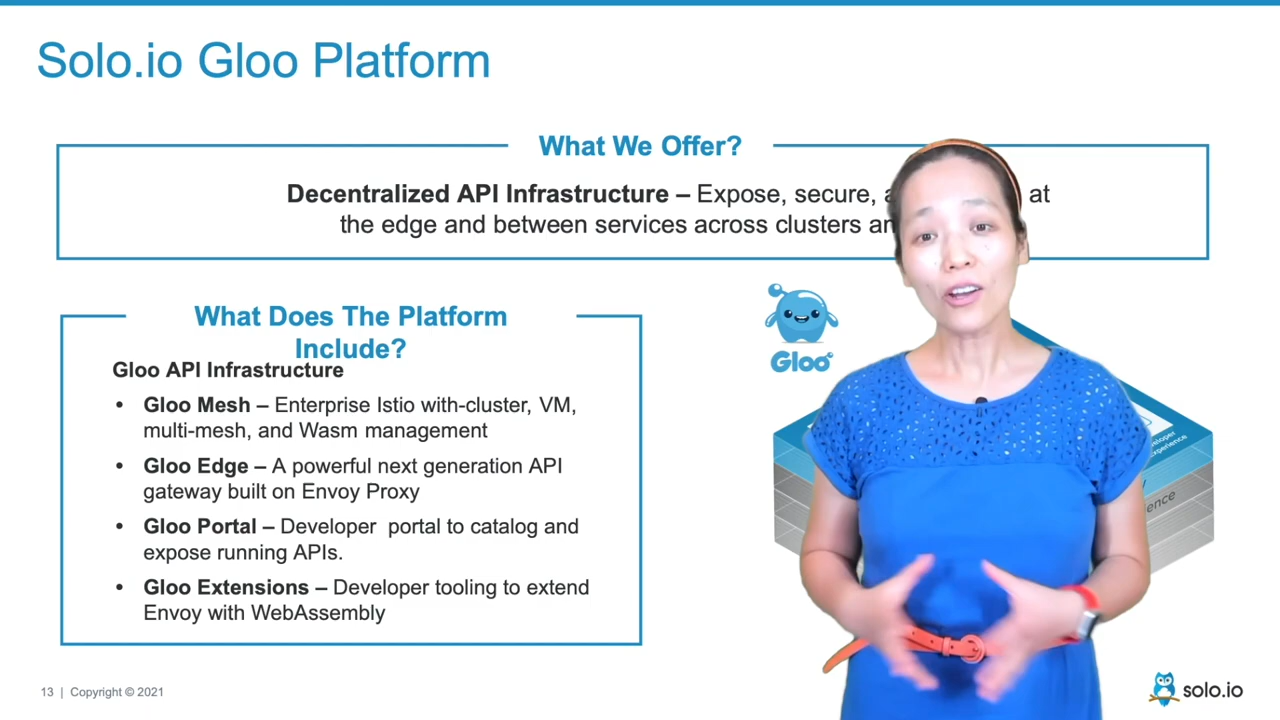 Solo.io Gloo Platform
What We Offer?
Decentralized API Infrastructure – Expose, secure, at
the edge and between services across clusters
What Does The Platform
Include?
Gloo API Infrastructure
• Gloo Mesh – Enterprise Istio with-cluster, VM,
multi-mesh, and Wasm management
• Gloo Edge – A powerful next generation API
gateway built on Envoy Proxy
• Gloo Portal – Developer portal to catalog and
expose running APIs.
• Gloo Extensions – Developer tooling to extend
Envoy with WebAssembly
Gloo
13 | Copyright © 2021
solo.io